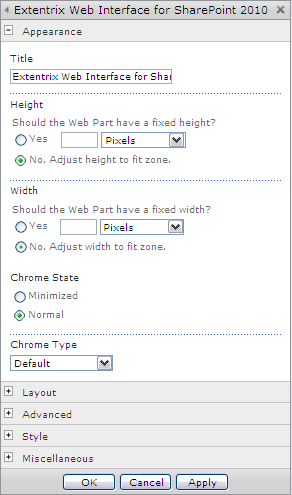 Extentrix Web Interface for SharePoint 2010
Appearance
Title
Extentrix Web Interface for Shar
Height
Should the Web Part have a fixed height?
Yes Pixels
No. Adjust height to fit zone.
Width
Should the Web Part have a fixed width?
Yes Pixels
No. Adjust width to fit zone.
Chrome State
Minimized
Normal
Chrome Type
Default
Layout
Advanced
Style
Miscellaneous
OK Cancel Apply